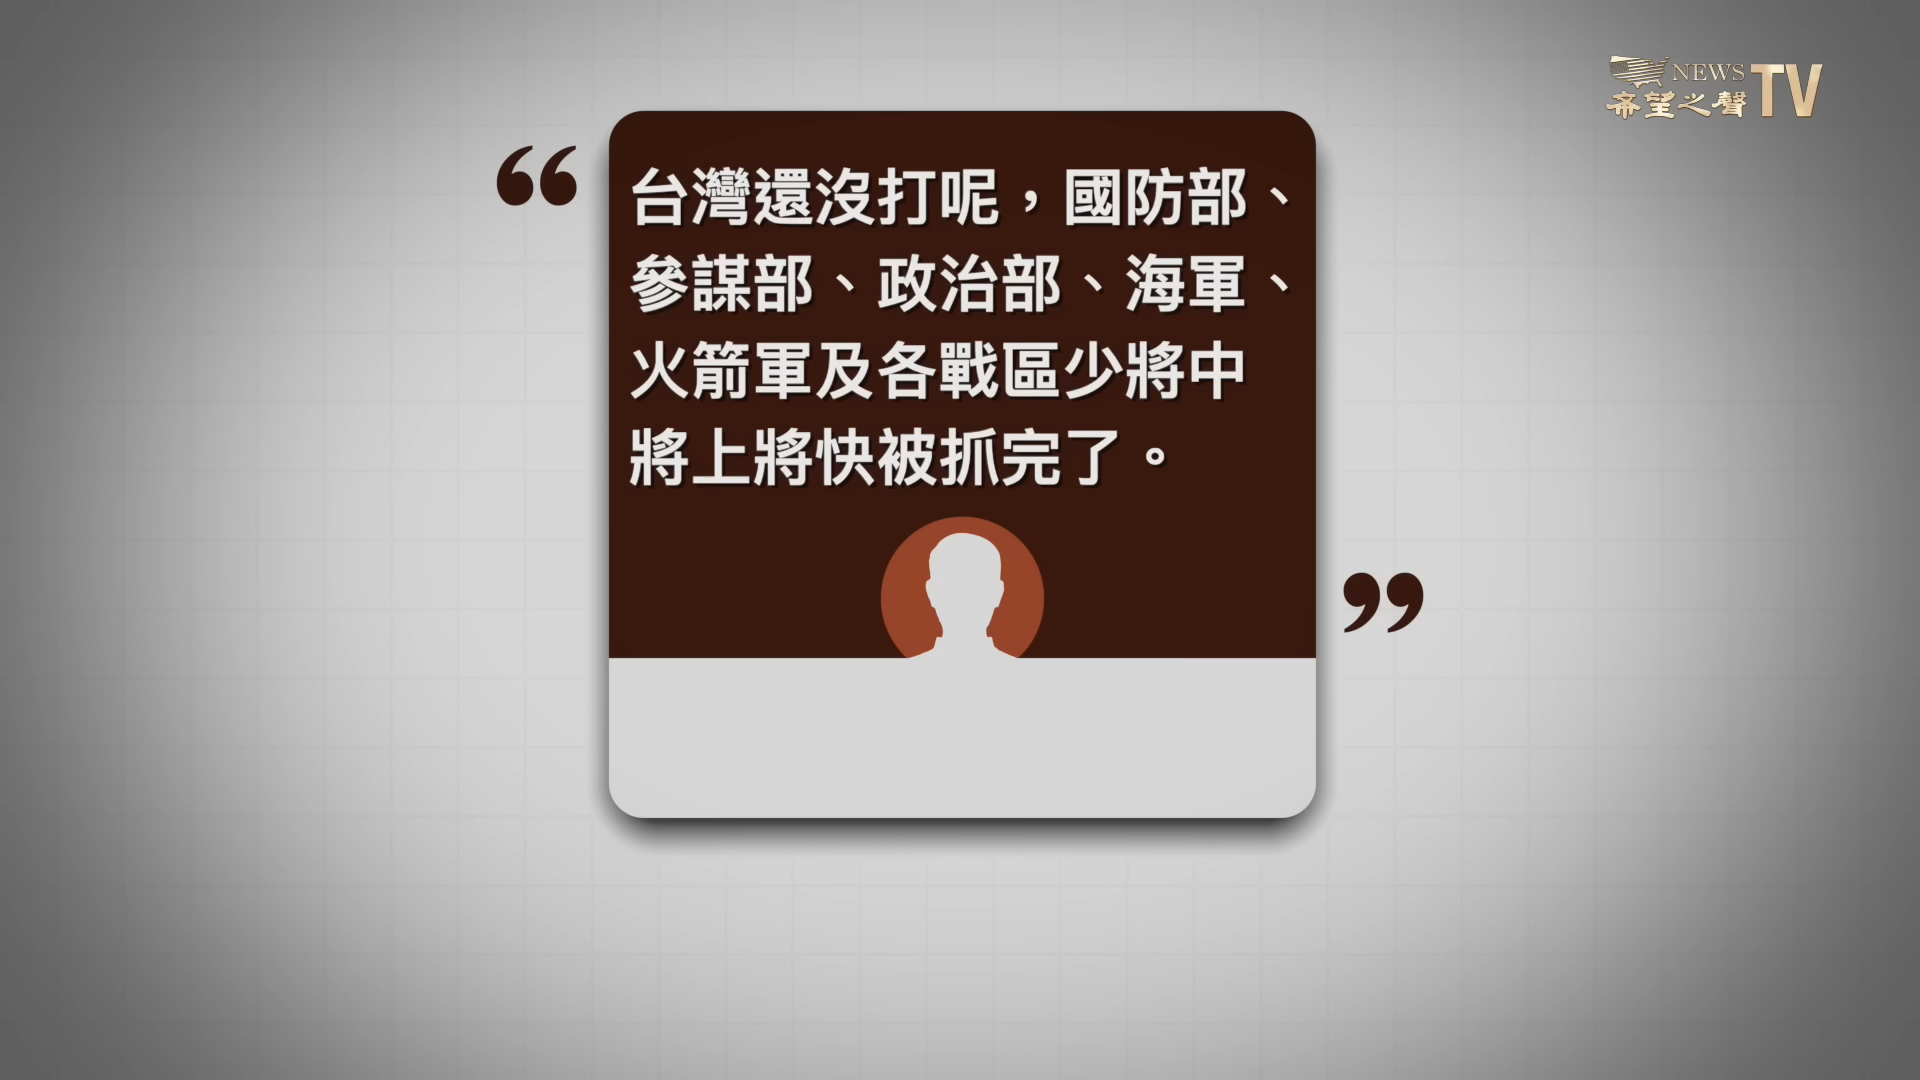 NEWS
希望之聲TV
台灣還沒打呢，國防部、
參謀部、政治部、海軍、
火箭軍及各戰區少將中
將上將快被抓完了。